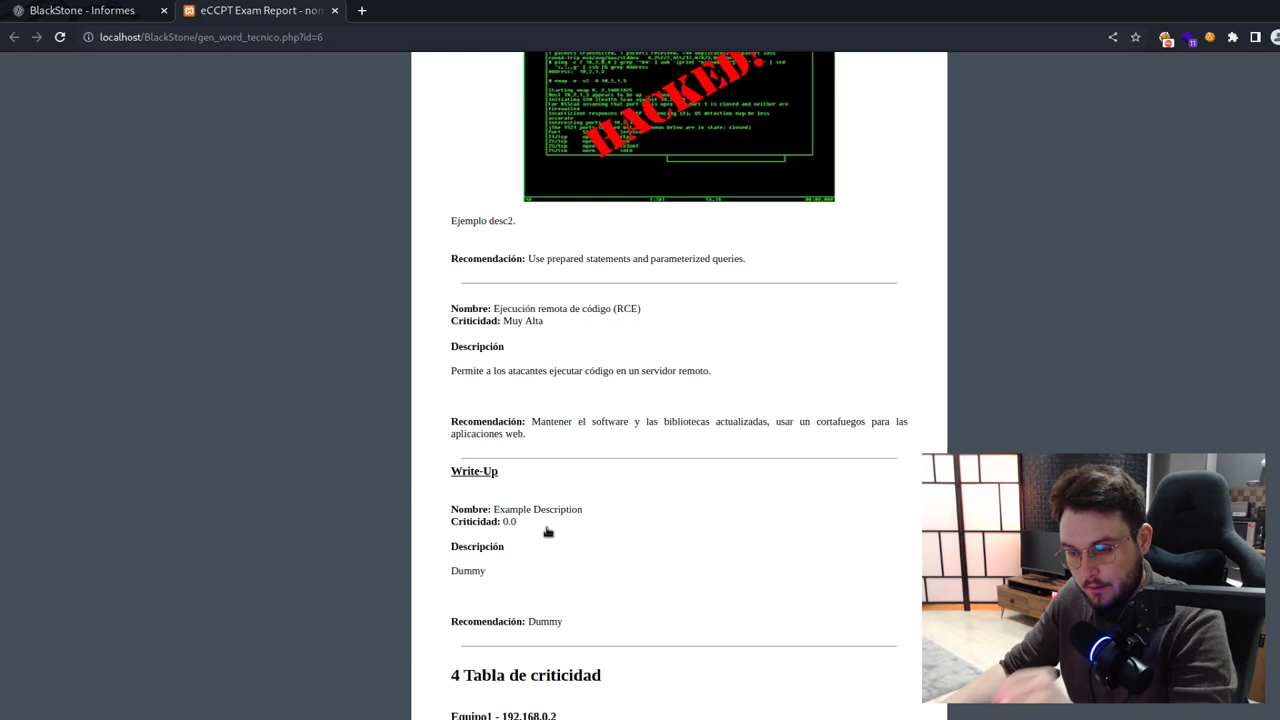 BlackStone - Informes
eCCPT Exam Report - nor
localhost/BlackStone/gen_word_tecnico.php?id=6
11
HACKED!
Ejemplo desc2.
Recomendación: Use prepared statements and parameterized queries.
Nombre: Ejecución remota de código (RCE)
Criticidad: Muy Alta
Descripción
Permite a los atacantes ejecutar código en un servidor remoto.
Recomendación: Mantener el software y las bibliotecas actualizadas, usar un cortafuegos para las
aplicaciones web.
Write-Up
Nombre: Example Description
Criticidad: 0.0
Descripción
Dummy
Recomendación: Dummy
4 Tabla de criticidad
Equipo1 - 192.168.0.2